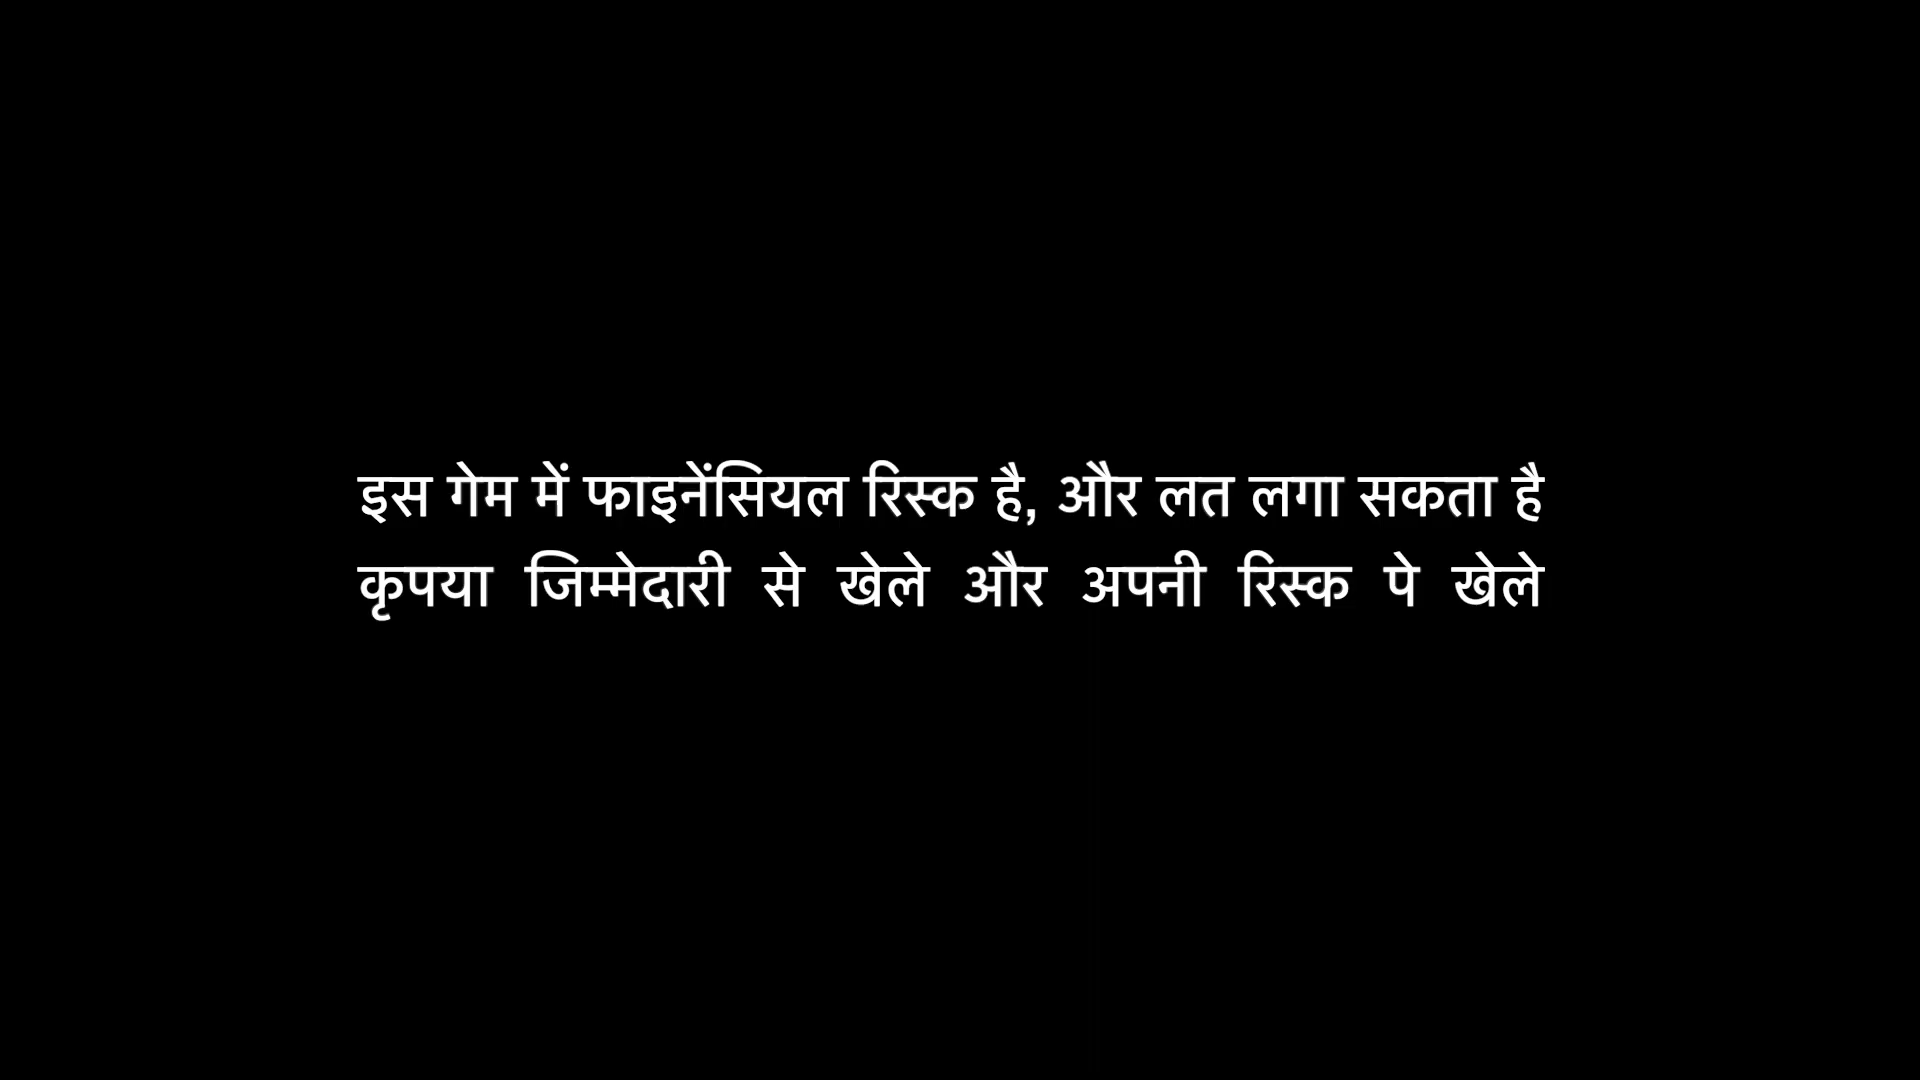 इस गेम में फाइनेंसियल रिस्क है, और लत लगा सकता है
कृपया जिम्मेदारी से खेले और अपनी रिस्क पे खेले